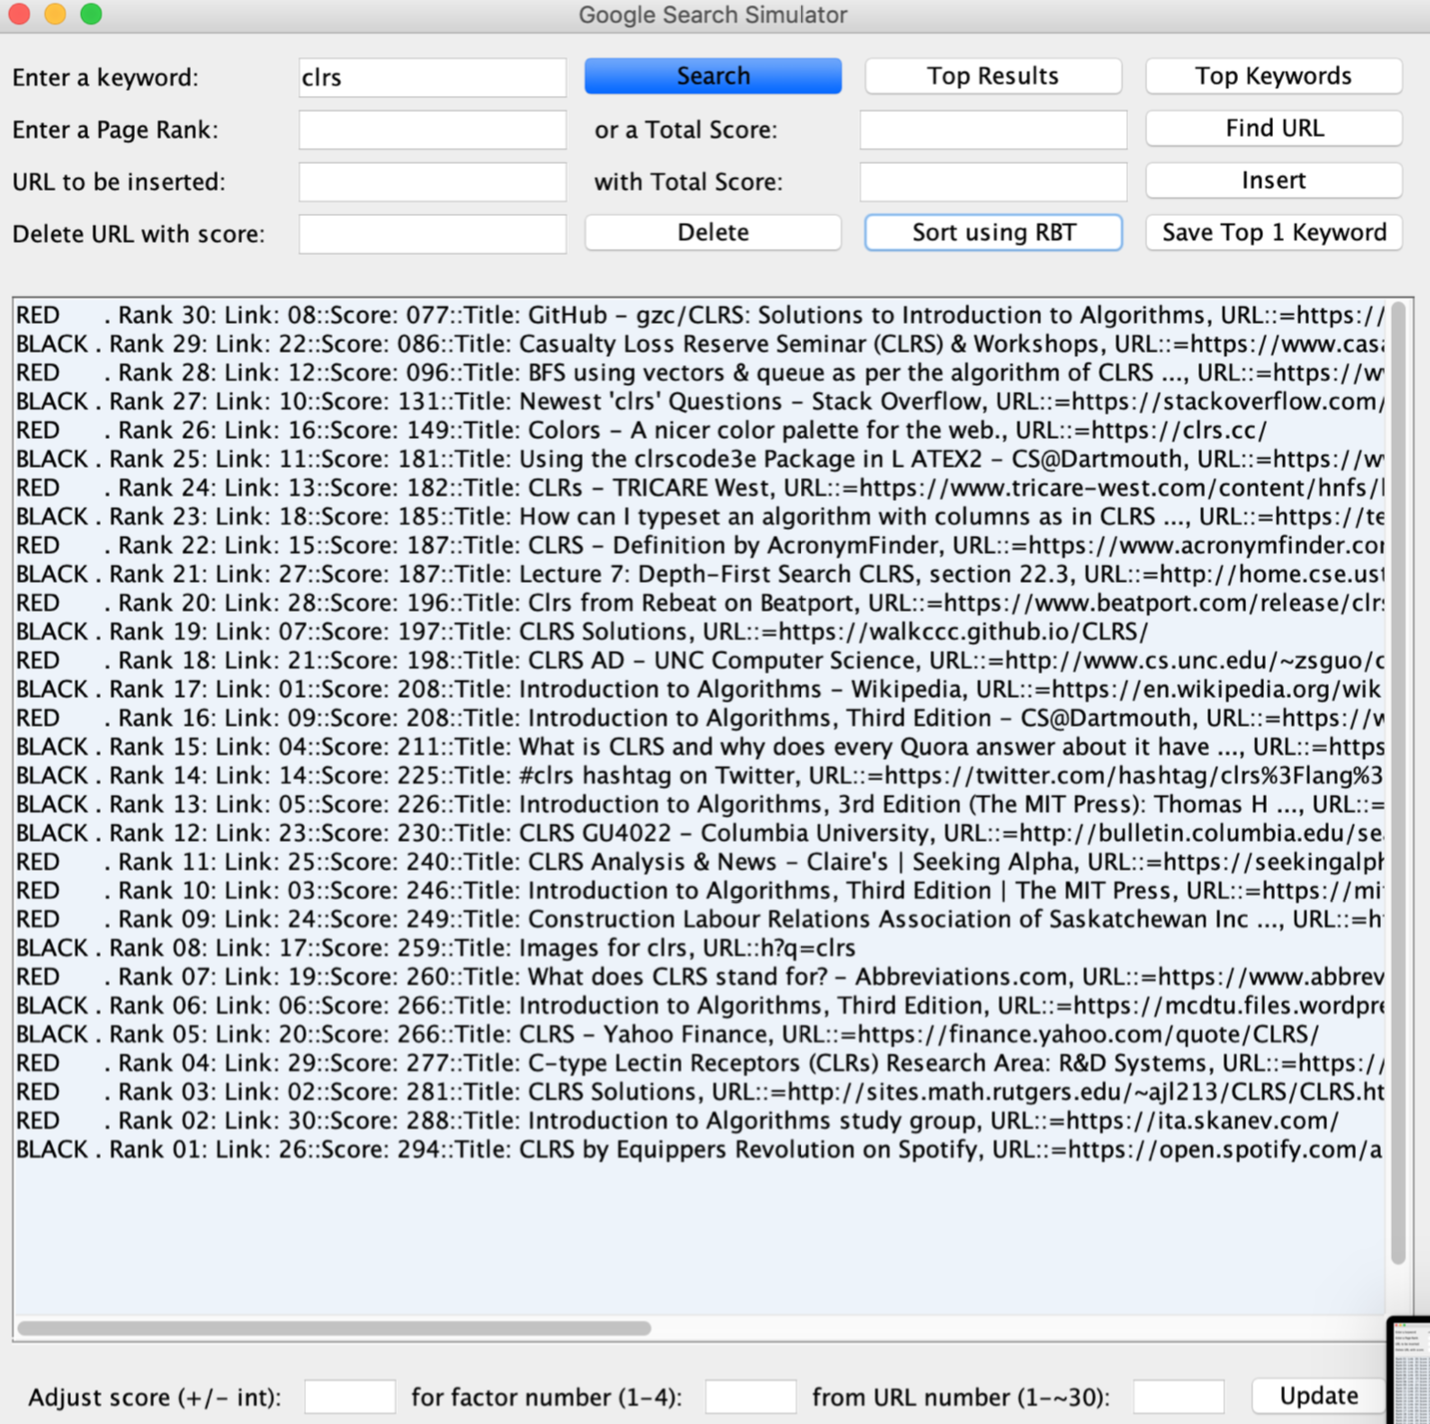 Google Search Simulator
Enter a keyword: clrs Search Top Results Top Keywords
Enter a Page Rank: or a Total Score: Find URL
URL to be inserted: with Total Score: Insert
Delete URL with score: Delete Sort using RBT Save Top 1 Keyword
RED . Rank 30: Link: 08::Score: 077::Title: GitHub – gzc/CLRS: Solutions to Introduction to Algorithms, URL::=https://
BLACK . Rank 29: Link: 22::Score: 086::Title: Casualty Loss Reserve Seminar (CLRS) & Workshops, URL::=https://www.casa
RED . Rank 28: Link: 12::Score: 096::Title: BFS using vectors & queue as per the algorithm of CLRS ..., URL::=https://w
BLACK . Rank 27: Link: 10::Score: 131::Title: Newest 'clrs' Questions – Stack Overflow, URL::=https://stackoverflow.com/
RED . Rank 26: Link: 16::Score: 149::Title: Colors – A nicer color palette for the web., URL::=https://clrs.cc/
BLACK . Rank 25: Link: 11::Score: 181::Title: Using the clrscode3e Package in L ATEX2 – CS@Dartmouth, URL::=https://w
RED . Rank 24: Link: 13::Score: 182::Title: CLRs – TRICARE West, URL::=https://www.tricare-west.com/content/hnfs/
BLACK . Rank 23: Link: 18::Score: 185::Title: How can I typeset an algorithm with columns as in CLRS ..., URL::=https://te
RED . Rank 22: Link: 15::Score: 187::Title: CLRS – Definition by AcronymFinder, URL::=https://www.acronymfinder.co
BLACK . Rank 21: Link: 27::Score: 187::Title: Lecture 7: Depth–First Search CLRS, section 22.3, URL::=http://home.cse.ust
RED . Rank 20: Link: 28::Score: 196::Title: Clrs from Rebeat on Beatport, URL::=https://www.beatport.com/release/clrs
BLACK . Rank 19: Link: 07::Score: 197::Title: CLRS Solutions, URL::=https://walkccc.github.io/CLRS/
RED . Rank 18: Link: 21::Score: 198::Title: CLRS AD – UNC Computer Science, URL::=http://www.cs.unc.edu/~zsguo/c
BLACK . Rank 17: Link: 01::Score: 208::Title: Introduction to Algorithms – Wikipedia, URL::=https://en.wikipedia.org/wik
RED . Rank 16: Link: 09::Score: 208::Title: Introduction to Algorithms, Third Edition – CS@Dartmouth, URL::=https://w
BLACK . Rank 15: Link: 04::Score: 211::Title: What is CLRS and why does every Quora answer about it have ..., URL::=https
BLACK . Rank 14: Link: 14::Score: 225::Title: #clrs hashtag on Twitter, URL::=https://twitter.com/hashtag/clrs%3Flang%3
BLACK . Rank 13: Link: 05::Score: 226::Title: Introduction to Algorithms, 3rd Edition (The MIT Press): Thomas H ..., URL::=
BLACK . Rank 12: Link: 23::Score: 230::Title: CLRS GU4022 – Columbia University, URL::=http://bulletin.columbia.edu/se
RED . Rank 11: Link: 25::Score: 240::Title: CLRS Analysis & News – Claire's | Seeking Alpha, URL::=https://seekingalph
RED . Rank 10: Link: 03::Score: 246::Title: Introduction to Algorithms, Third Edition | The MIT Press, URL::=https://mi
RED . Rank 09: Link: 24::Score: 249::Title: Construction Labour Relations Association of Saskatchewan Inc ..., URL::=h
BLACK . Rank 08: Link: 17::Score: 259::Title: Images for clrs, URL::h?q=clrs
RED . Rank 07: Link: 19::Score: 260::Title: What does CLRS stand for? – Abbreviations.com, URL::=https://www.abbrev
BLACK . Rank 06: Link: 06::Score: 266::Title: Introduction to Algorithms, Third Edition, URL::=https://mcdtu.files.wordpre
BLACK . Rank 05: Link: 20::Score: 266::Title: CLRS – Yahoo Finance, URL::=https://finance.yahoo.com/quote/CLRS/
RED . Rank 04: Link: 29::Score: 277::Title: C–type Lectin Receptors (CLRs) Research Area: R&D Systems, URL::=https://
RED . Rank 03: Link: 02::Score: 281::Title: CLRS Solutions, URL::=http://sites.math.rutgers.edu/~ajl213/CLRS/CLRS.ht
RED . Rank 02: Link: 30::Score: 288::Title: Introduction to Algorithms study group, URL::=https://ita.skanev.com/
BLACK . Rank 01: Link: 26::Score: 294::Title: CLRS by Equippers Revolution on Spotify, URL::=https://open.spotify.com/a
Adjust score (+/– int): for factor number (1–4): from URL number (1–~30): Update